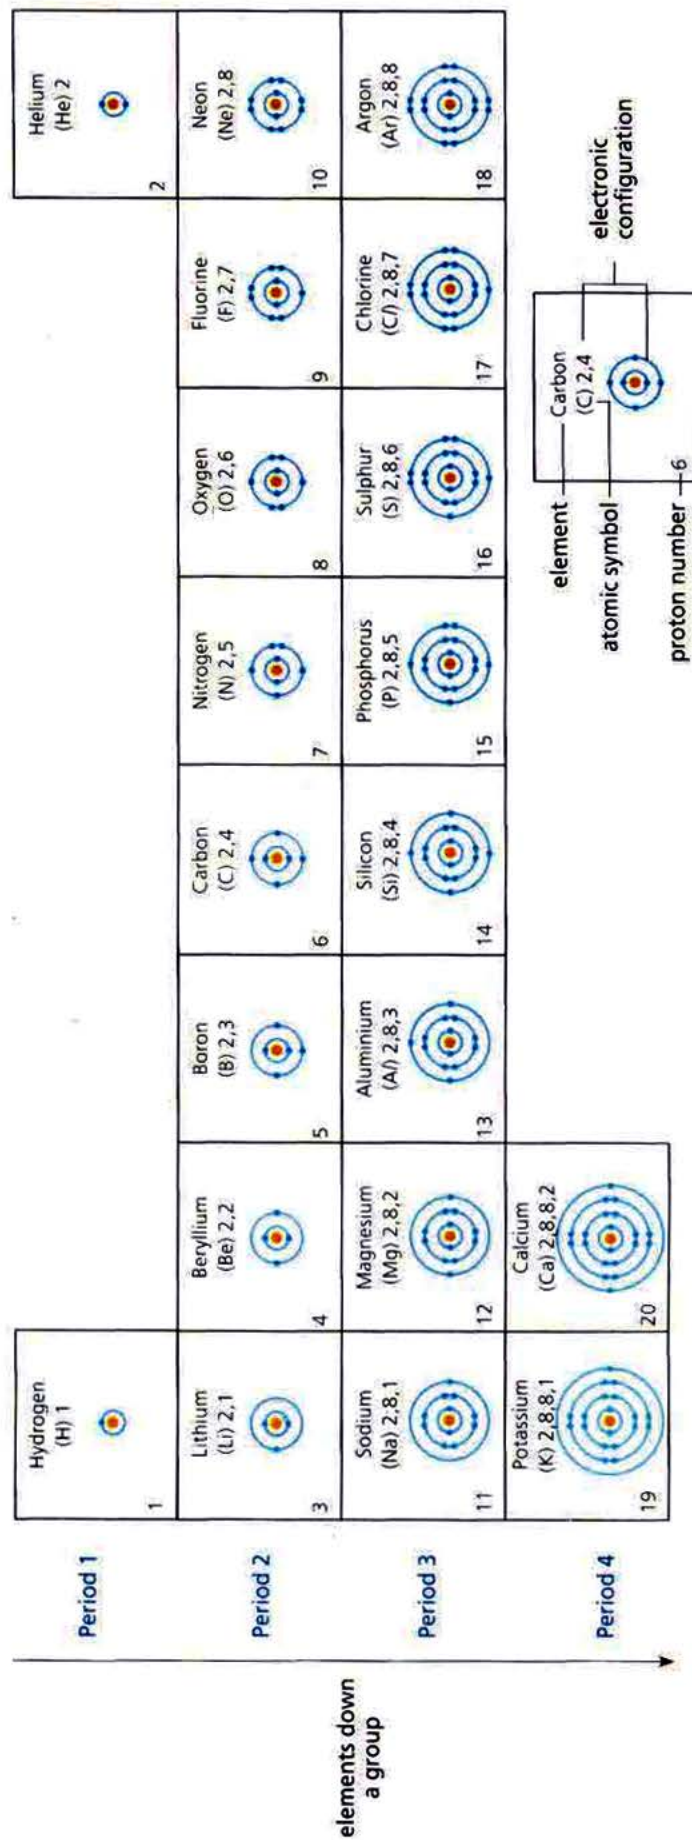 elements down
a group
Period 1
Hydrogen
(H) 1
1
Helium
(He) 2
2
Period 2
Lithium
(Li) 2,1
3
Beryllium
(Be) 2,2
4
Boron
(B) 2,3
5
Carbon
(C) 2,4
6
Nitrogen
(N) 2,5
7
Oxygen
(O) 2,6
8
Fluorine
(F) 2,7
9
Neon
(Ne) 2,8
10
Period 3
Sodium
(Na) 2,8,1
11
Magnesium
(Mg) 2,8,2
12
Aluminium
(Al) 2,8,3
13
Silicon
(Si) 2,8,4
14
Phosphorus
(P) 2,8,5
15
Sulphur
(S) 2,8,6
16
Chlorine
(Cl) 2,8,7
17
Argon
(Ar) 2,8,8
18
Period 4
Potassium
(K) 2,8,8,1
19
Calcium
(Ca) 2,8,8,2
20
element
Carbon
(C) 2,4
atomic symbol
proton number
6
electronic
configuration